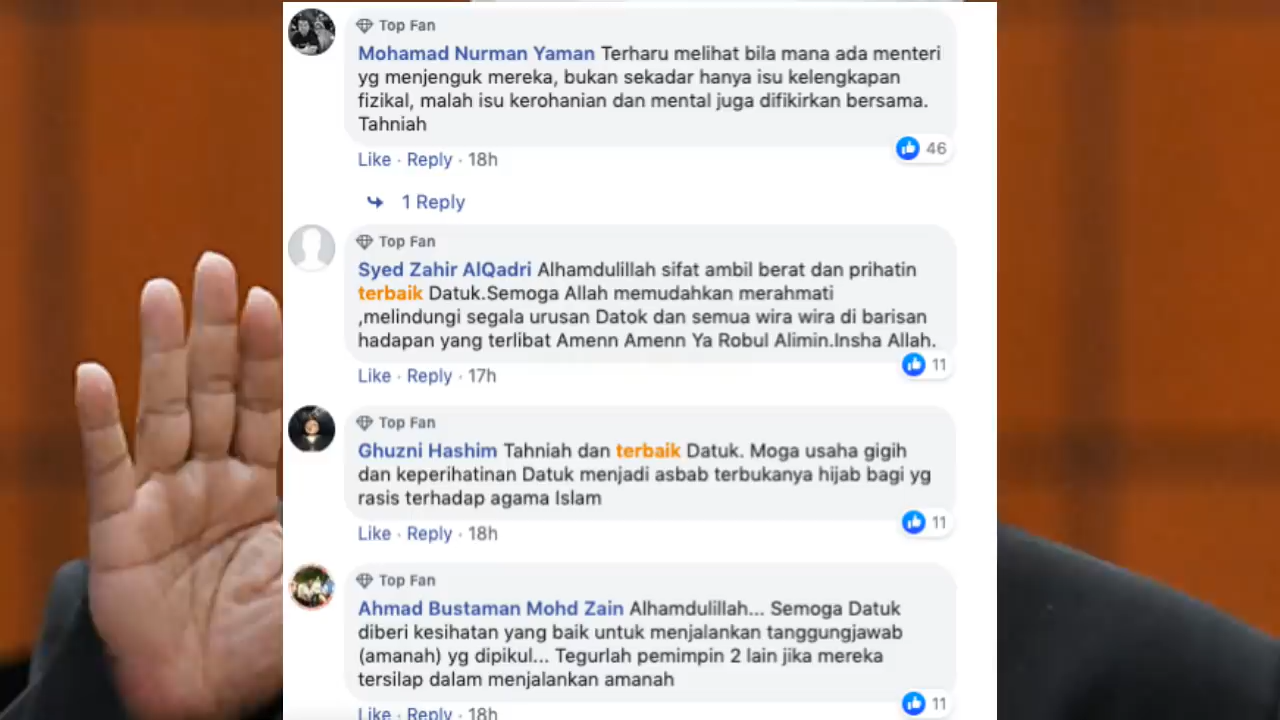 Top Fan
Mohamad Nurman Yaman Terharu melihat bila mana ada menteri
yg menjenguk mereka, bukan sekadar hanya isu kelengkapan
fizikal, malah isu kerohanian dan mental juga difikirkan bersama.
Tahniah
46
Like · Reply · 18h
1 Reply
Top Fan
Syed Zahir AlQadri Alhamdulillah sifat ambil berat dan prihatin
terbaik Datuk.Semoga Allah memudahkan merahmati
,melindungi segala urusan Datok dan semua wira wira di barisan
hadapan yang terlibat Amenn Amenn Ya Robul Alimin.Insha Allah.
11
Like · Reply · 17h
Top Fan
Ghuzni Hashim Tahniah dan terbaik Datuk. Moga usaha gigih
dan keperihatinan Datuk menjadi asbab terbukanya hijab bagi yg
rasis terhadap agama Islam
11
Like · Reply · 18h
Top Fan
Ahmad Bustaman Mohd Zain Alhamdulillah... Semoga Datuk
diberi kesihatan yang baik untuk menjalankan tanggungjawab
(amanah) yg dipikul... Tegurlah pemimpin 2 lain jika mereka
tersilap dalam menjalankan amanah
11
Like · Reply · 18h